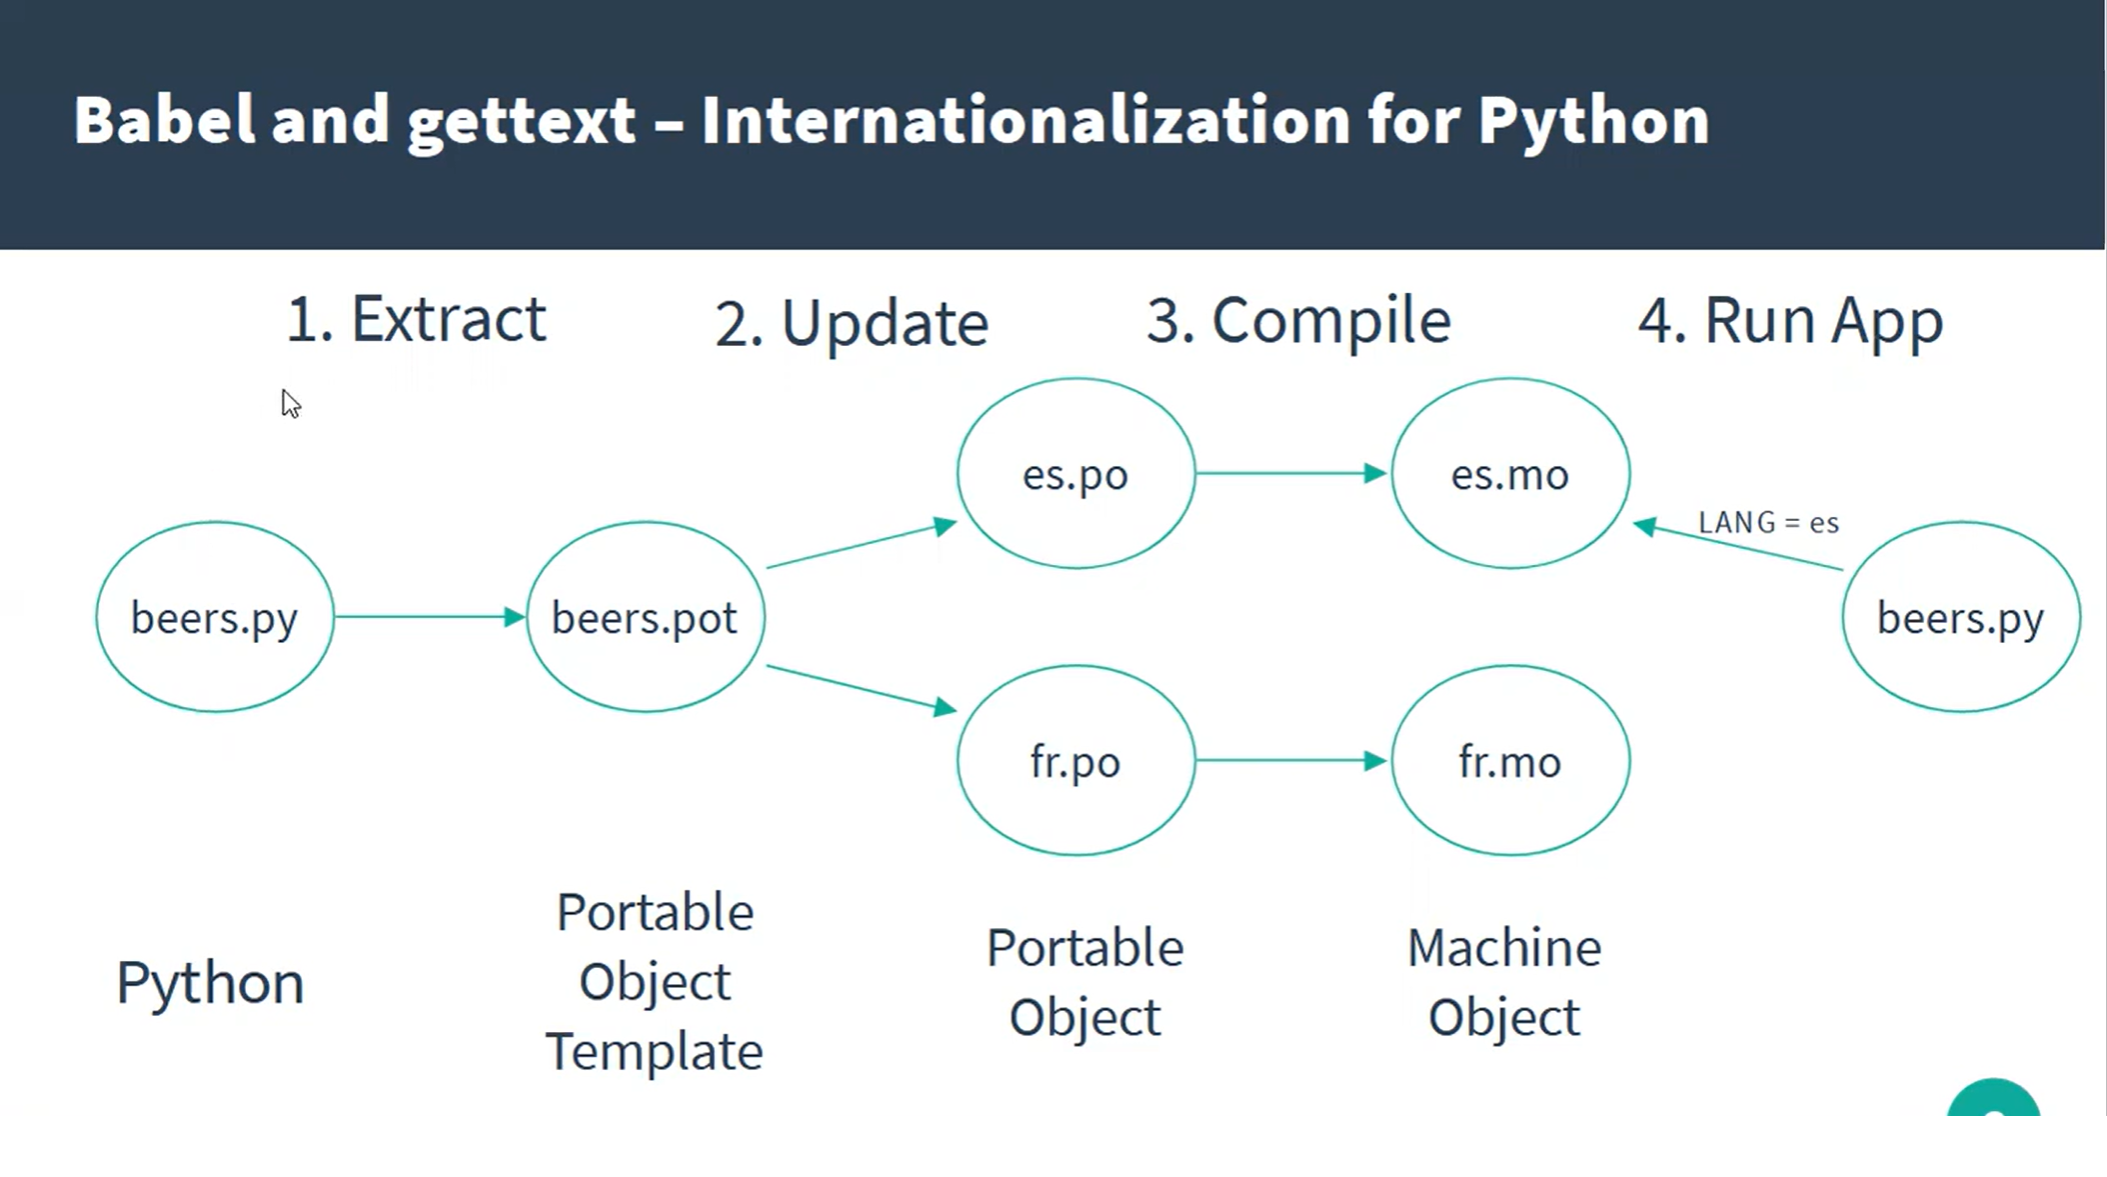 Babel and gettext – Internationalization for Python
1. Extract
2. Update
3. Compile
4. Run App
beers.py
beers.pot
es.po
es.mo
LANG = es
beers.py
fr.po
fr.mo
Python
Portable
Object
Template
Portable
Object
Machine
Object